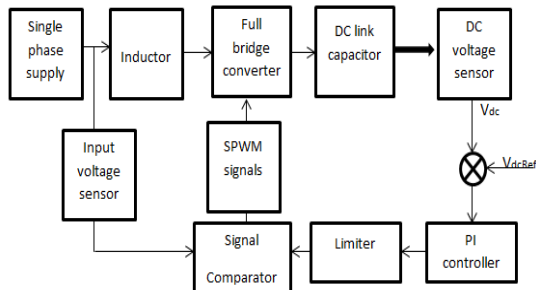 Single
phase
supply
Inductor
Full
bridge
converter
DC link
capacitor
DC
voltage
sensor
Vdc
Input
voltage
sensor
SPWM
signals
VdcRef
Signal
Comparator
Limiter
PI
controller